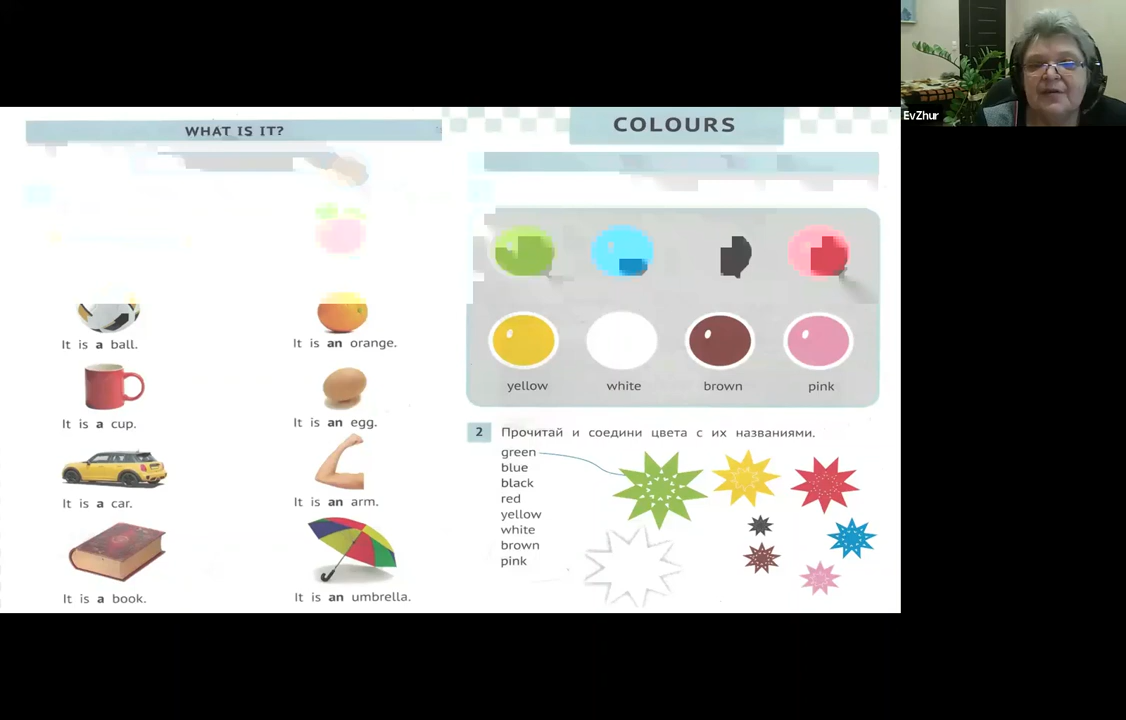 EvZhur
WHAT IS IT?
It is a ball.
It is an orange.
It is a cup.
It is an egg.
It is a car.
It is an arm.
It is a book.
It is an umbrella.
COLOURS
yellow white brown pink
2 Прочитай и соедини цвета с их названиями.
green
blue
black
red
yellow
white
brown
pink